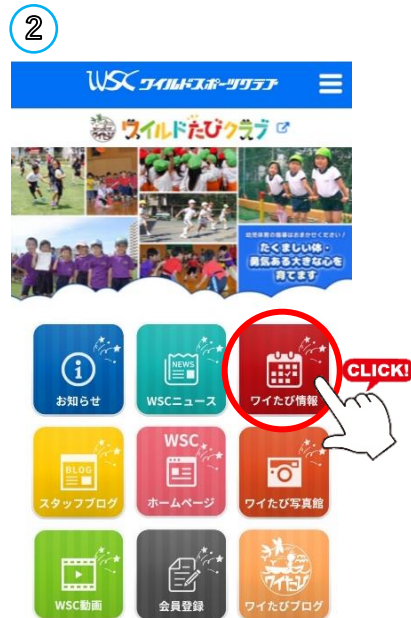 ②
WSC ワイルドスポーツクラブ
ワイルドたびクラブ
幼児体育の指導はおまかせください！
たくましい体・
勇気ある大きな心を
育てます
お知らせ
NEWS
WSCニュース
ワイたび情報
CLICK!
BLOG
スタッフブログ
WSC
ホームページ
ワイたび写真館
WSC動画
会員登録
ワイたび
ワイたびブログ